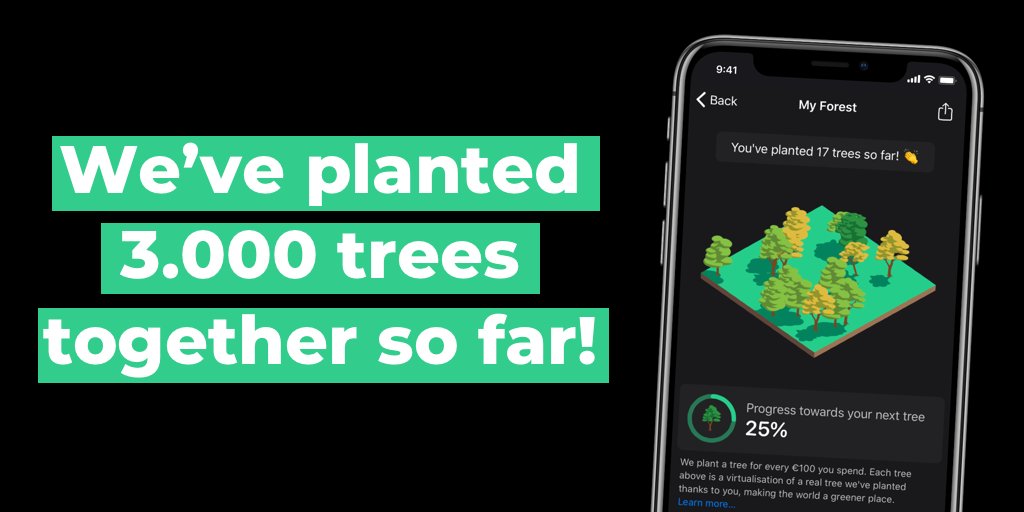 We’ve planted
3.000 trees
together so far!
9:41
Back
My Forest
You've planted 17 trees so far! 👏
Progress towards your next tree
25%
We plant a tree for every €100 you spend. Each tree
above is a virtualisation of a real tree we've planted
thanks to you, making the world a greener place.
Learn more...